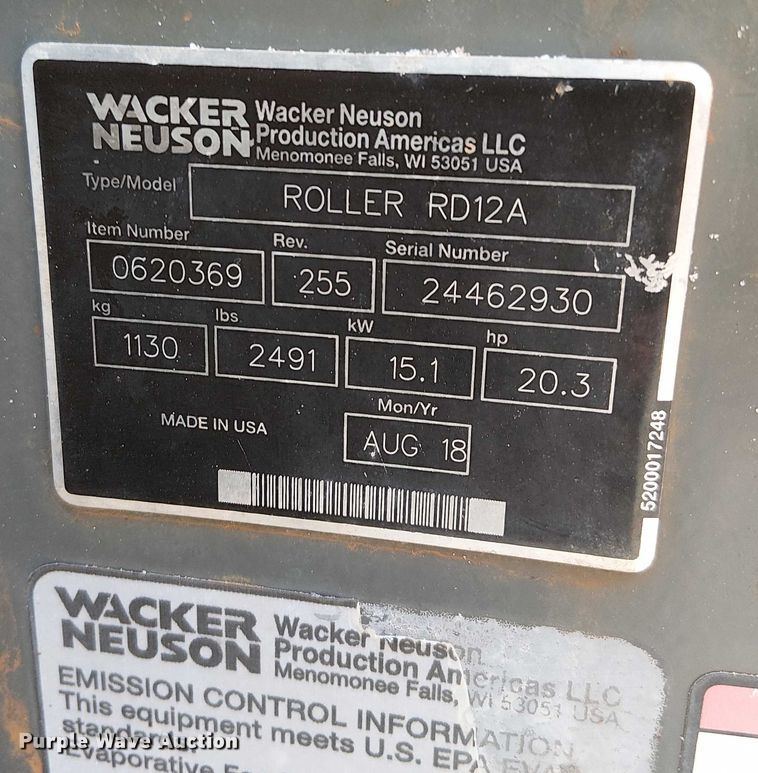 WACKER NEUSON
Wacker Neuson
Production Americas LLC
Menomonee Falls, WI 53051 USA
Type/Model ROLLER RD12A
Item Number Rev. Serial Number
0620369 255 24462930
kg lbs kW hp
1130 2491 15.1 20.3
Mon/Yr
MADE IN USA AUG 18
5200017248
WACKER NEUSON
Wacker Neuson
Production Americas LLC
Menomonee Falls, WI 53051 USA
EMISSION CONTROL INFORMATION
This equipment meets U.S. EPA
Evaporative
Purple Wave Auction